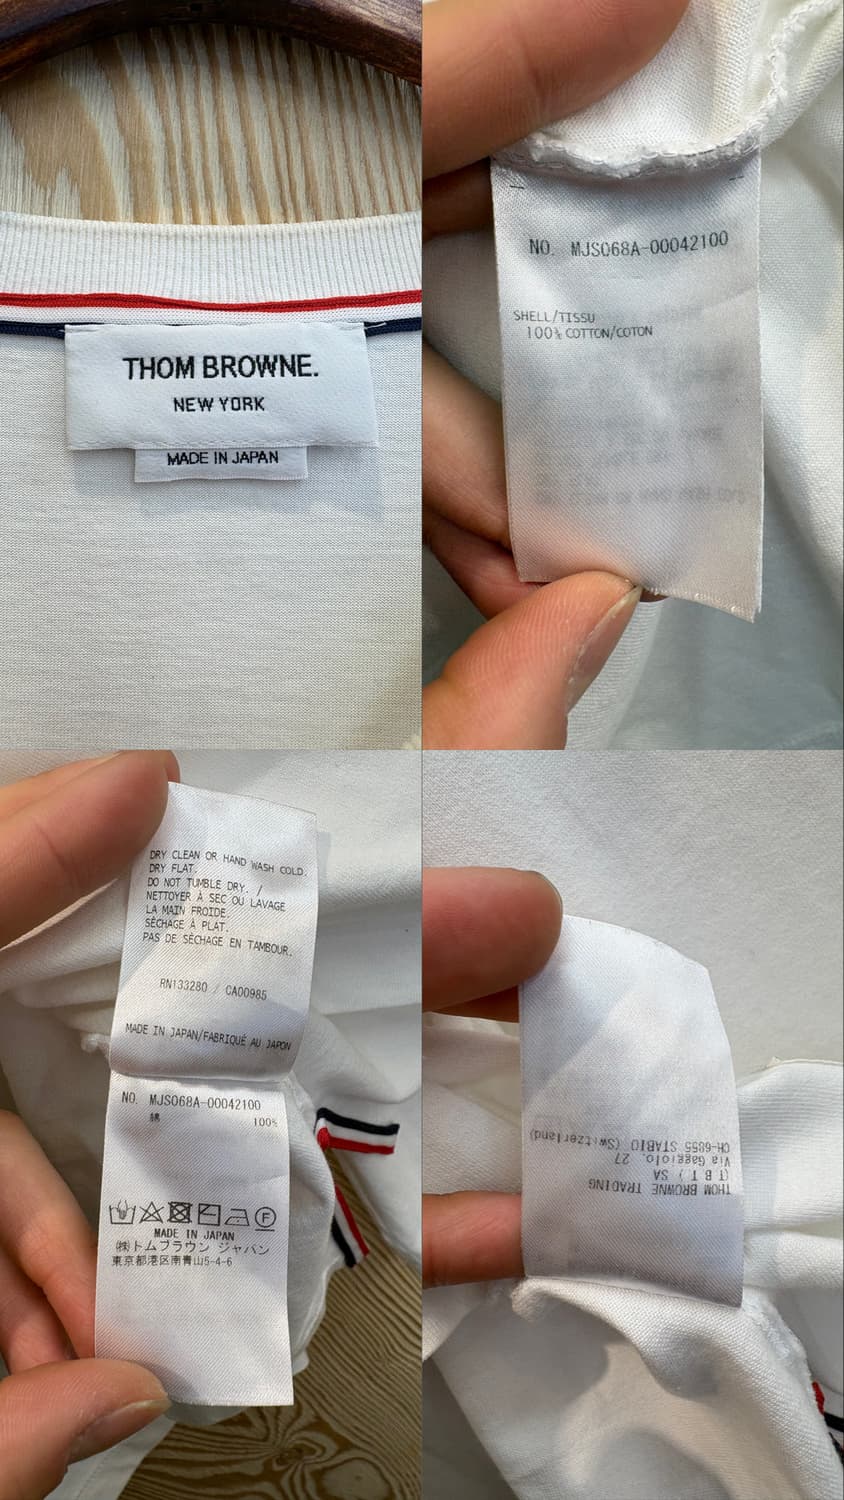 THOM BROWNE.
NEW YORK
MADE IN JAPAN
NO. MJS068A-00042100
SHELL/TISSU
100% COTTON/COTON
DRY CLEAN OR HAND WASH COLD.
DRY FLAT.
DO NOT TUMBLE DRY. /
NETTOYER À SEC OU LAVAGE
LA MAIN FROIDE.
SÉCHAGE À PLAT.
PAS DE SÉCHAGE EN TAMBOUR.
RN133280 / CA00985
MADE IN JAPAN/FABRIQUÉ AU JAPON
NO. MJS068A-00042100
綿 100%
F
MADE IN JAPAN
㈱トムブラウン ジャパン
東京都港区南青山5-4-6
THOM BROWNE TRADING
(T B T ) SA
Via Gaggiolo, 27
CH-6855 STABIO (Switzerland)